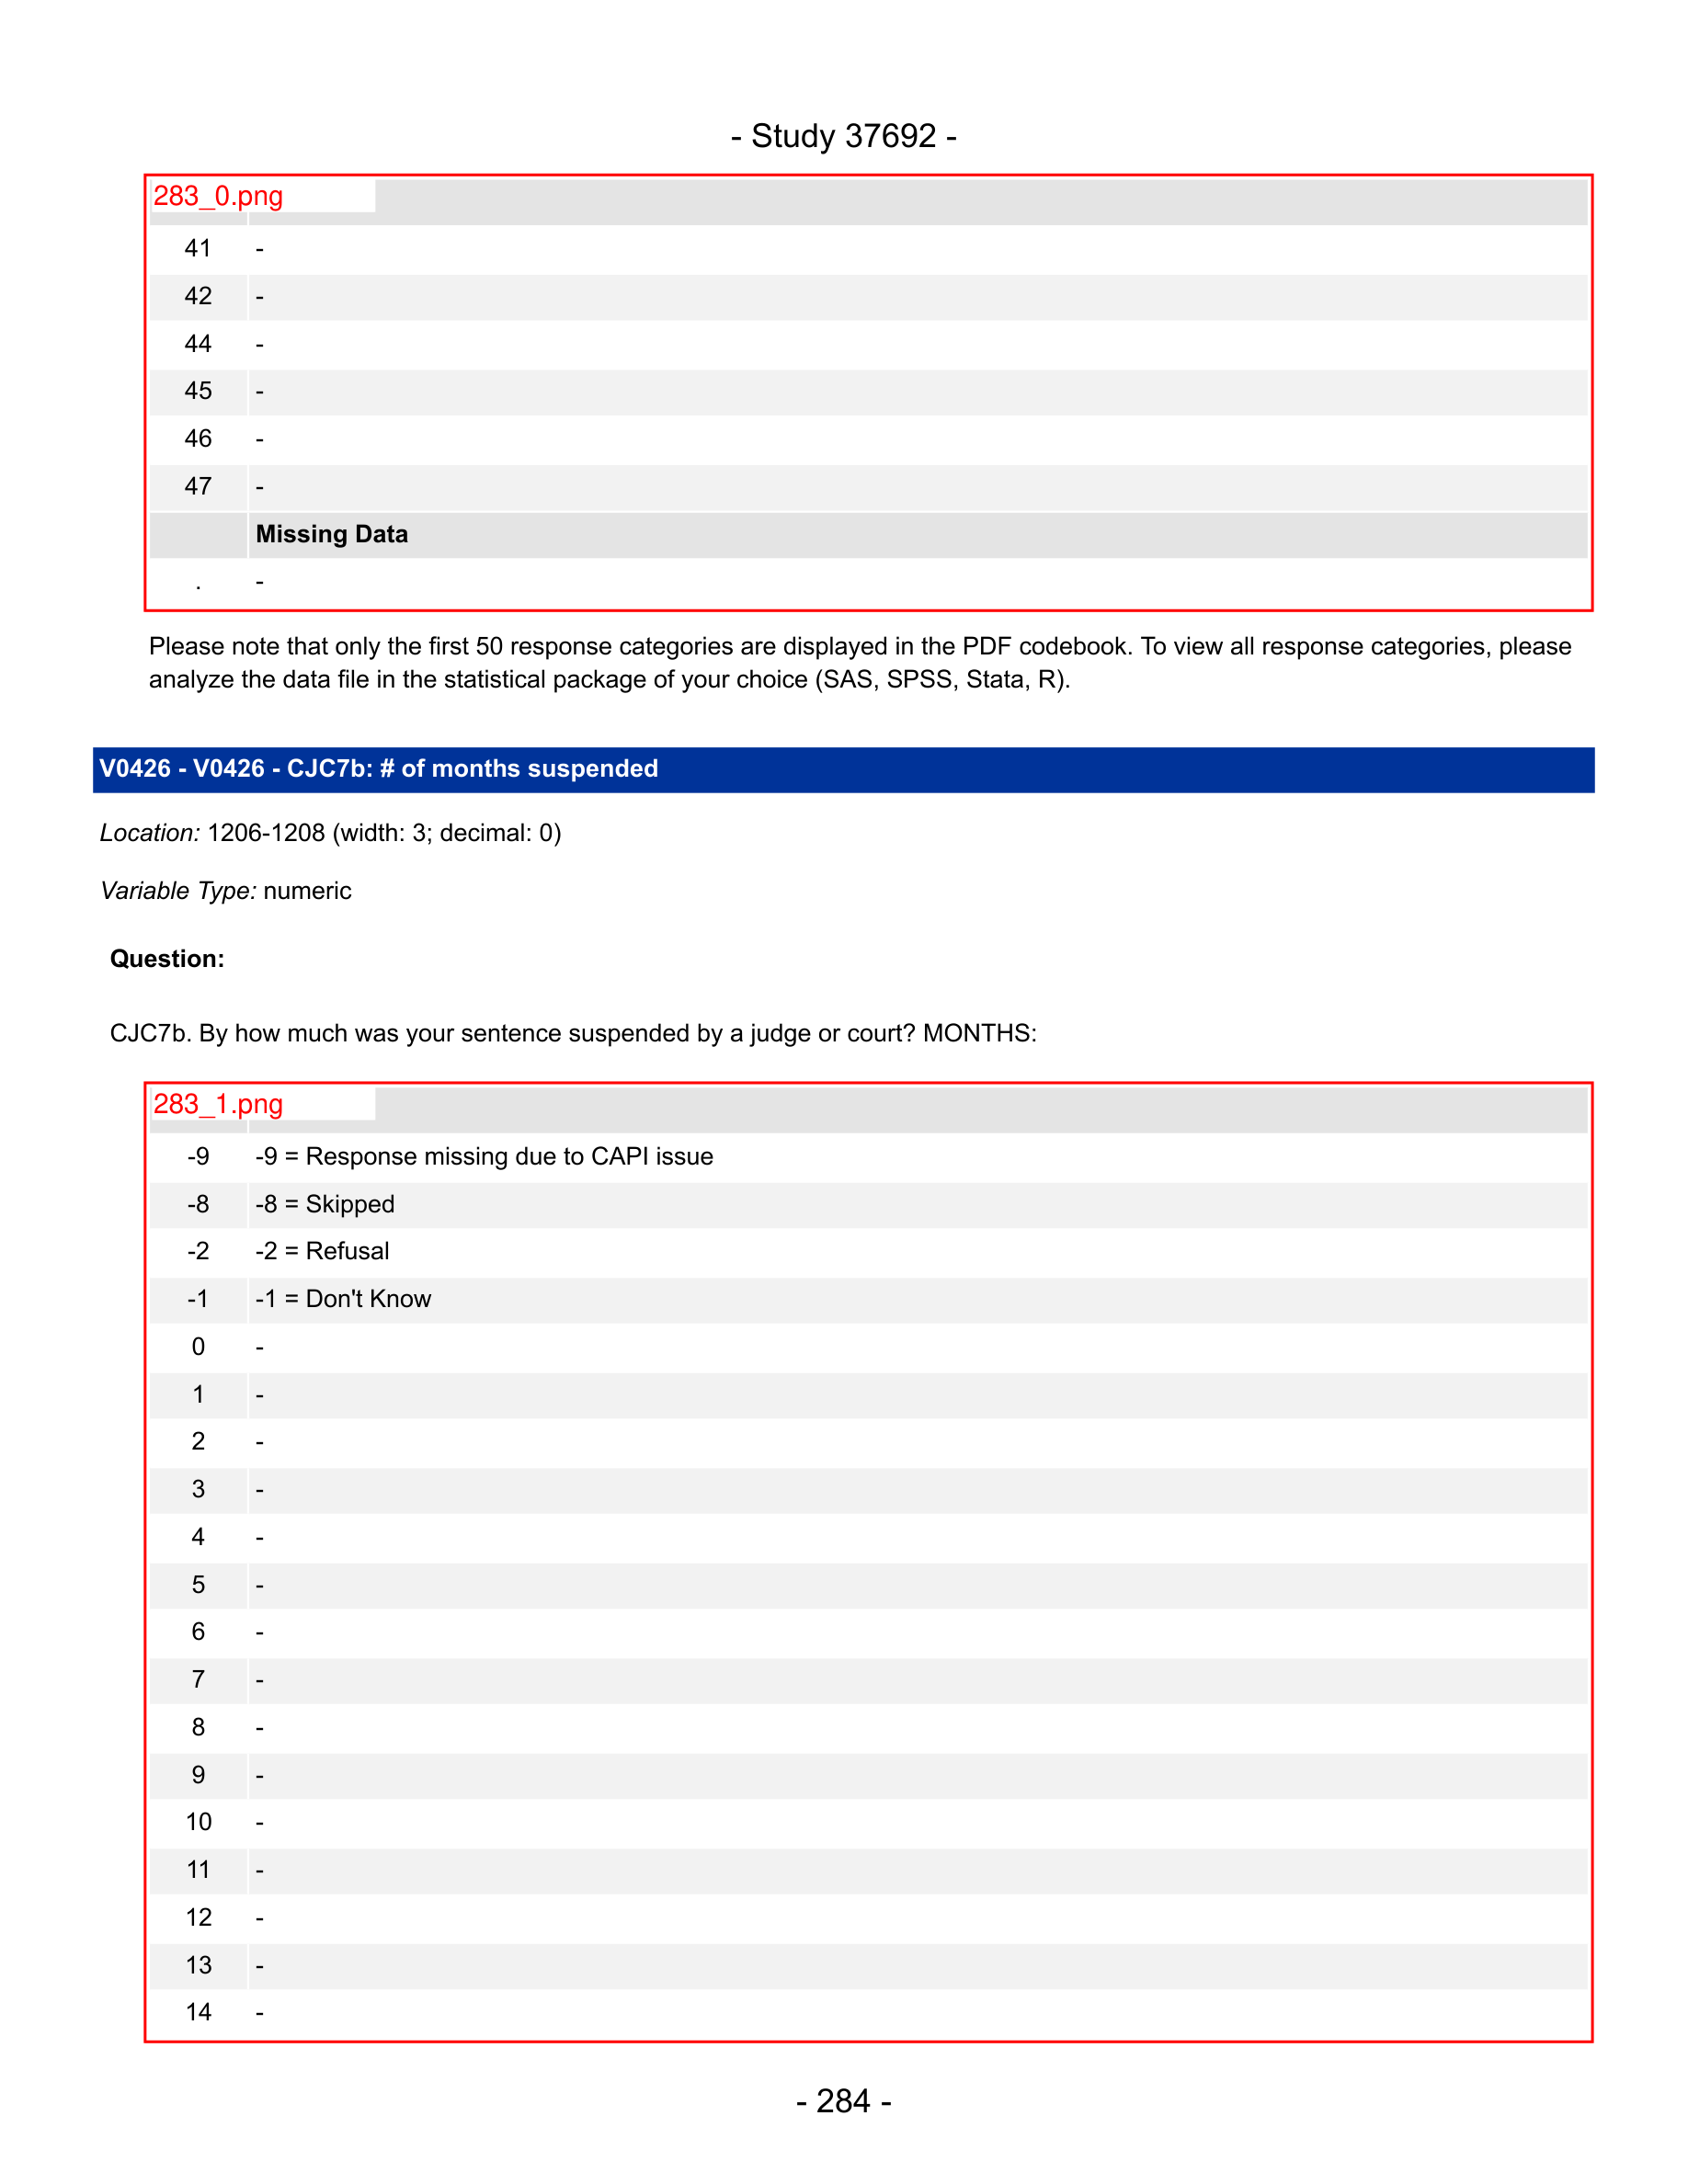 - Study 37692 -
283_0.png
41 -
42 -
44 -
45 -
46 -
47 -
Missing Data
. -
Please note that only the first 50 response categories are displayed in the PDF codebook. To view all response categories, please
analyze the data file in the statistical package of your choice (SAS, SPSS, Stata, R).
V0426 - V0426 - CJC7b: # of months suspended
Location: 1206-1208 (width: 3; decimal: 0)
Variable Type: numeric
Question:
CJC7b. By how much was your sentence suspended by a judge or court? MONTHS:
283_1.png
-9 -9 = Response missing due to CAPI issue
-8 -8 = Skipped
-2 -2 = Refusal
-1 -1 = Don't Know
0 -
1 -
2 -
3 -
4 -
5 -
6 -
7 -
8 -
9 -
10 -
11 -
12 -
13 -
14 -
- 284 -